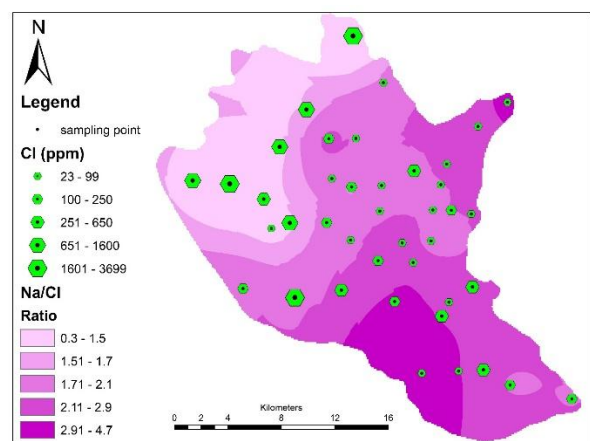 N
Legend
sampling point
Cl (ppm)
23 - 99
100 - 250
251 - 650
651 - 1600
1601 - 3699
Na/Cl
Ratio
0.3 - 1.5
1.51 - 1.7
1.71 - 2.1
2.11 - 2.9
2.91 - 4.7
Kilometers
0 2 4 8 12 16